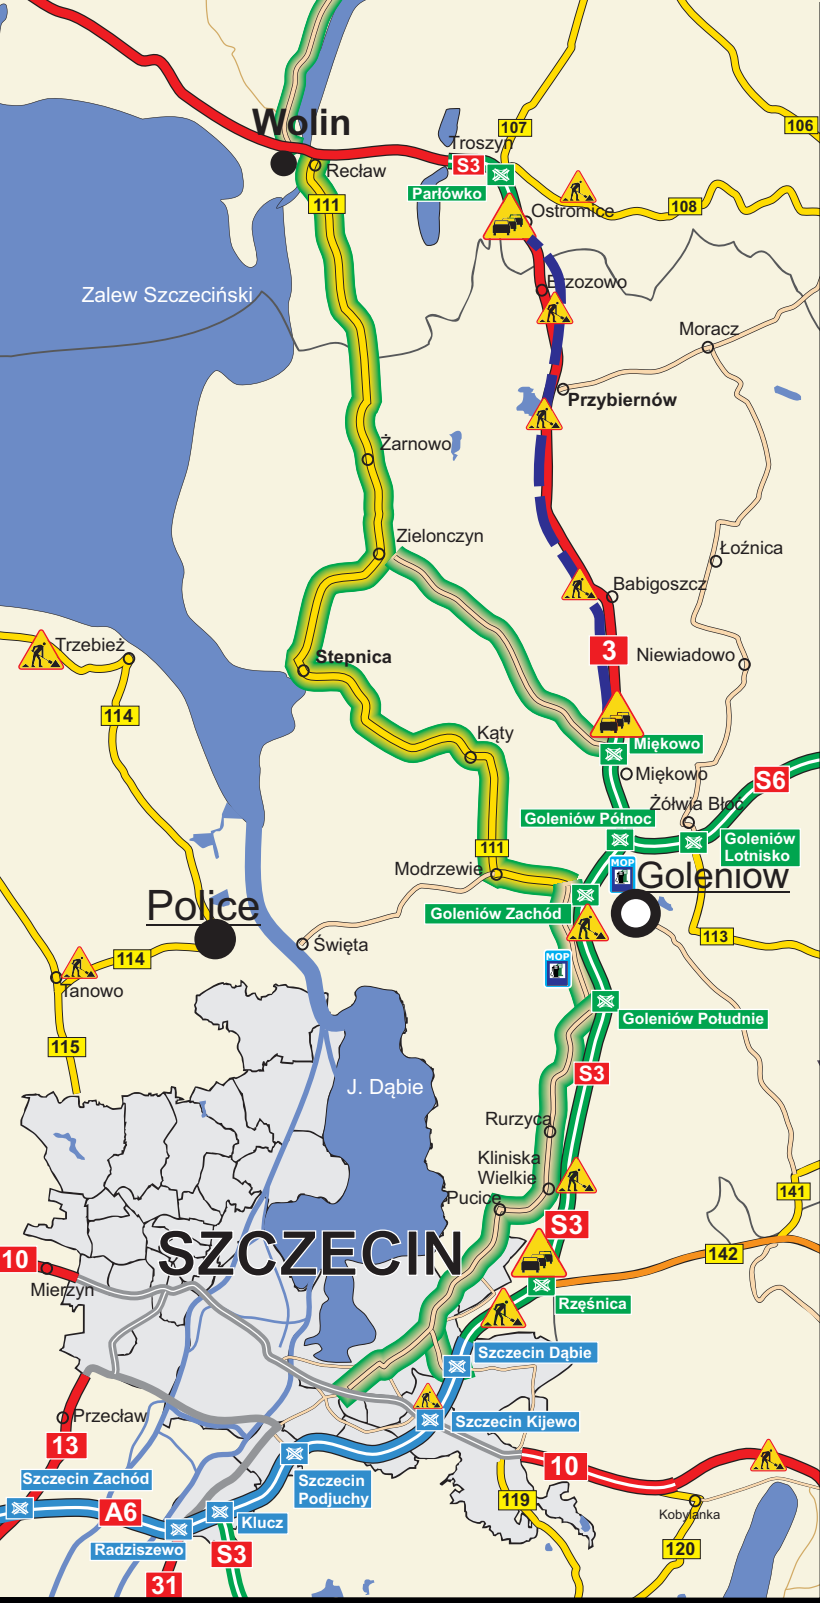 107
106
Wolin
Troszyn
S3
Recław
Parłówko
111
108
Ostromice
Zalew Szczeciński
Brzozowo
Moracz
Przybiernów
Żarnowo
Zielonczyn
Łoźnica
Babigoszcz
Trzebież
3
Niewiadowo
Stepnica
114
Kąty
Miękowo
Miękowo
S6
Żółwia Błoć
Goleniów Północ
Goleniów
Lotnisko
111
MOP
Modrzewie
Goleniów
Police
Goleniów Zachód
113
Święta
114
MOP
Tanowo
Goleniów Południe
115
S3
J. Dąbie
Rurzyca
Kliniska
Wielkie
Pucice
141
S3
SZCZECIN
142
10
Mierzyn
Rzęśnica
Szczecin Dąbie
Przecław
Szczecin Kijewo
13
10
Szczecin Zachód
Szczecin
Podjuchy
119
A6
Klucz
Kobylanka
Radziszewo
S3
120
31